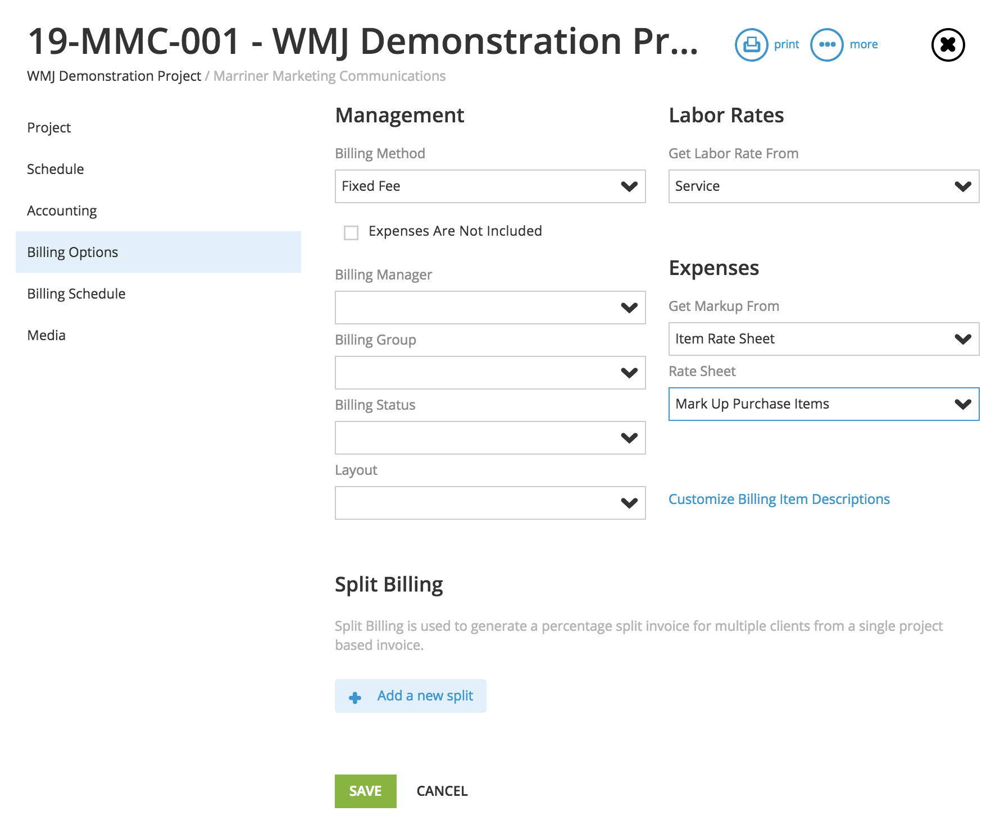 19-MMC-001 - WMJ Demonstration Pr...
print
more
WMJ Demonstration Project / Marriner Marketing Communications
Project
Schedule
Accounting
Billing Options
Billing Schedule
Media
Management
Billing Method
Fixed Fee
Expenses Are Not Included
Billing Manager
Billing Group
Billing Status
Layout
Labor Rates
Get Labor Rate From
Service
Expenses
Get Markup From
Item Rate Sheet
Rate Sheet
Mark Up Purchase Items
Customize Billing Item Descriptions
Split Billing
Split Billing is used to generate a percentage split invoice for multiple clients from a single project
based invoice.
Add a new split
SAVE
CANCEL